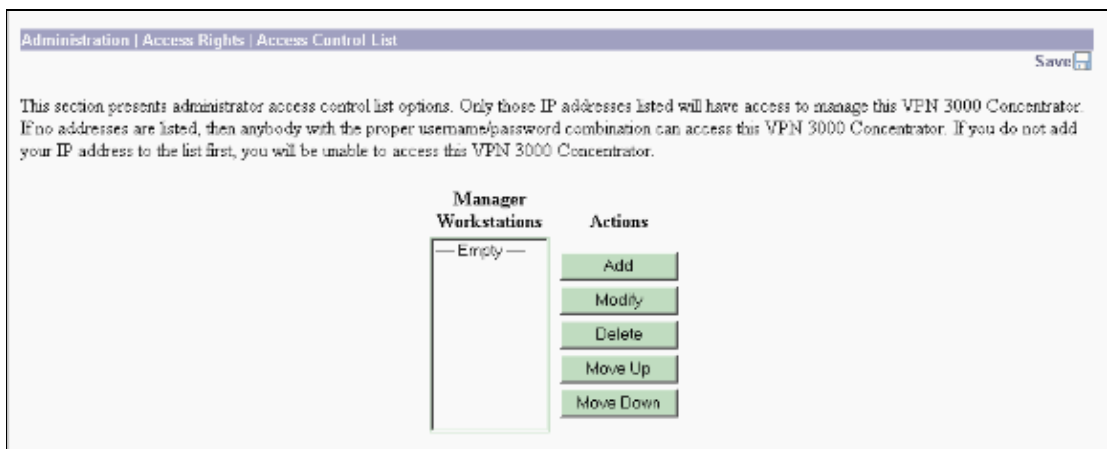 Administration | Access Rights | Access Control List
Save
This section presents administrator access control list options. Only those IP addresses listed will have access to manage this VPN 3000 Concentrator.
If no addresses are listed, then anybody with the proper username/password combination can access this VPN 3000 Concentrator. If you do not add
your IP address to the list first, you will be unable to access this VPN 3000 Concentrator.
Manager
Workstations
Actions
--- Empty ---
Add
Modify
Delete
Move Up
Move Down